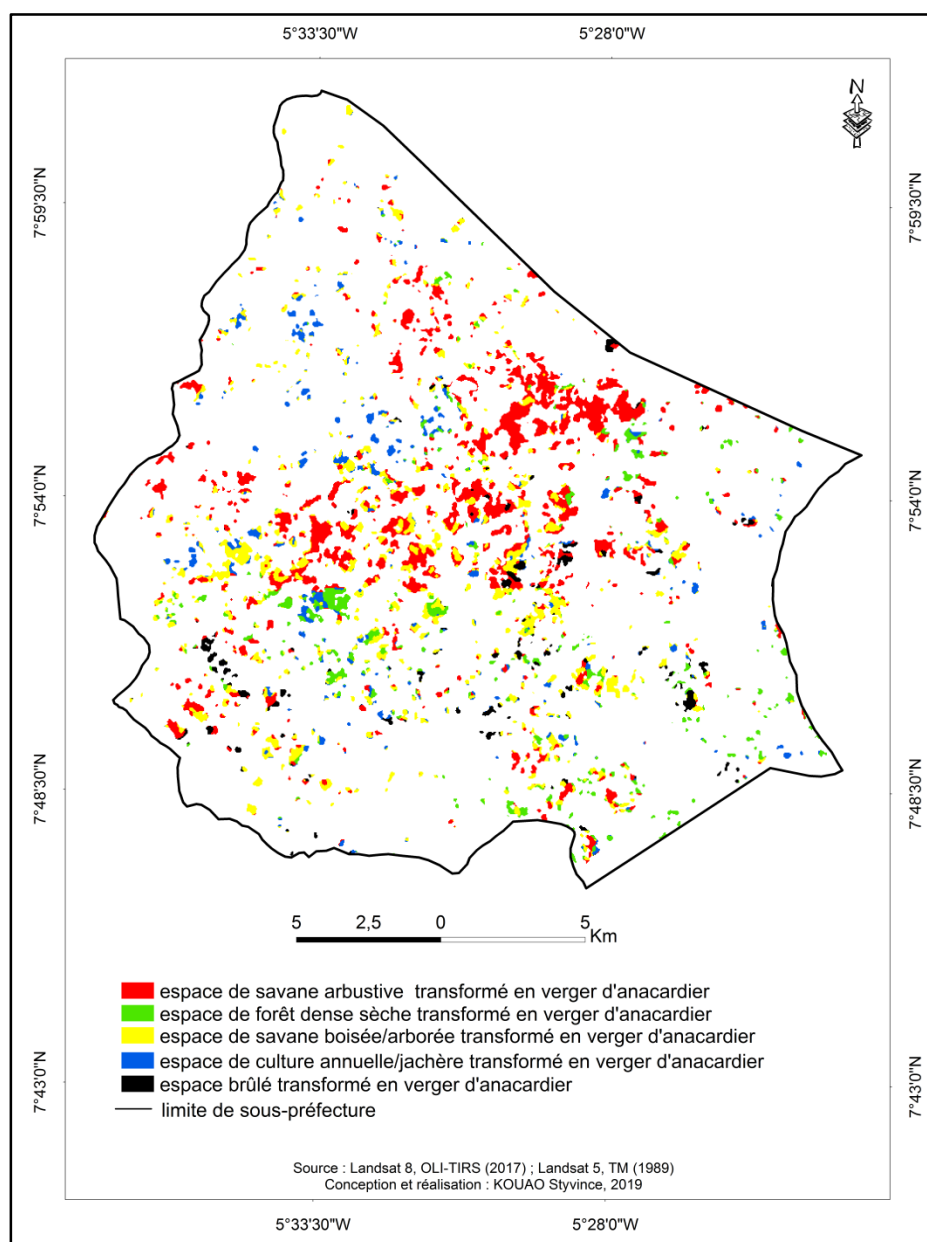 5°33'30"W 5°28'0"W
N
7°59'30"N 7°59'30"N
7°54'0"N 7°54'0"N
7°48'30"N 7°48'30"N
5 2,5 0 5
Km
espace de savane arbustive transformé en verger d'anacardier
espace de forêt dense sèche transformé en verger d'anacardier
espace de savane boisée/arborée transformé en verger d'anacardier
espace de culture annuelle/jachère transformé en verger d'anacardier
espace brûlé transformé en verger d'anacardier
limite de sous-préfecture
7°43'0"N 7°43'0"N
Source : Landsat 8, OLI-TIRS (2017) ; Landsat 5, TM (1989)
Conception et réalisation : KOUAO Styvince, 2019
5°33'30"W 5°28'0"W